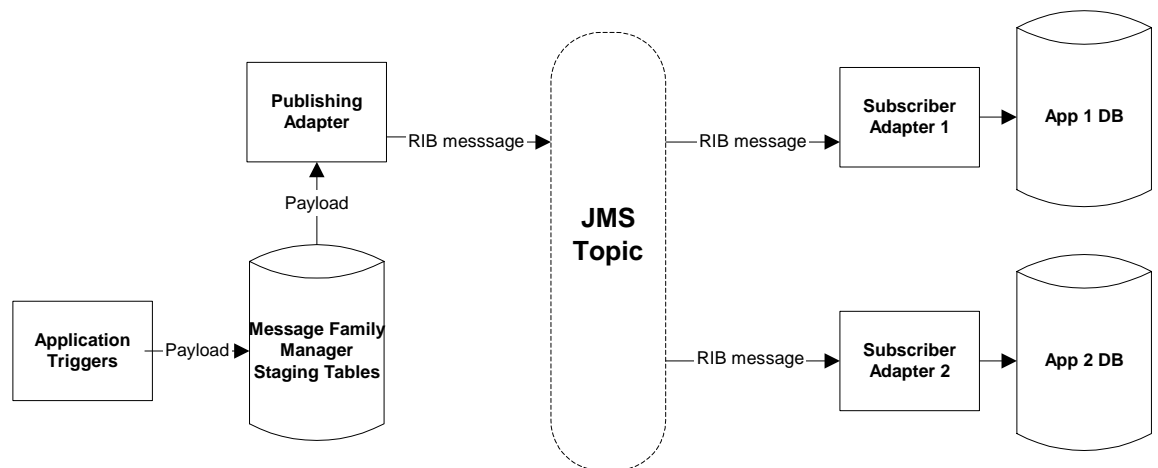 Application
Triggers
Payload
Message Family
Manager
Staging Tables
Payload
Publishing
Adapter
RIB messsage
JMS
Topic
RIB message
Subscriber
Adapter 1
App 1 DB
RIB message
Subscriber
Adapter 2
App 2 DB